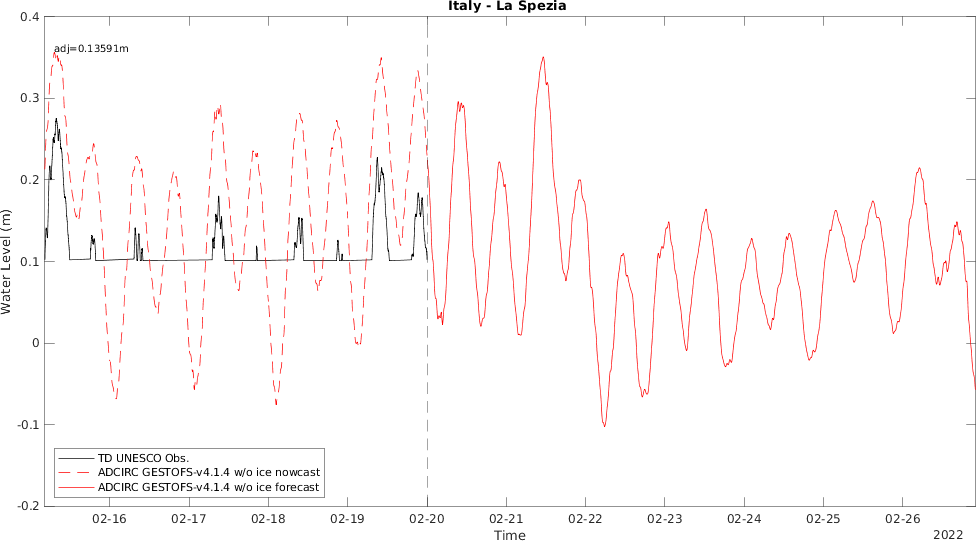 Italy - La Spezia
adj=0.13591m
0.4
0.3
0.2
0.1
0
-0.1
-0.2
Water Level (m)
TD UNESCO Obs.
ADCIRC GESTOFS-v4.1.4 w/o ice nowcast
ADCIRC GESTOFS-v4.1.4 w/o ice forecast
02-16 02-17 02-18 02-19 02-20 02-21 02-22 02-23 02-24 02-25 02-26
Time
2022